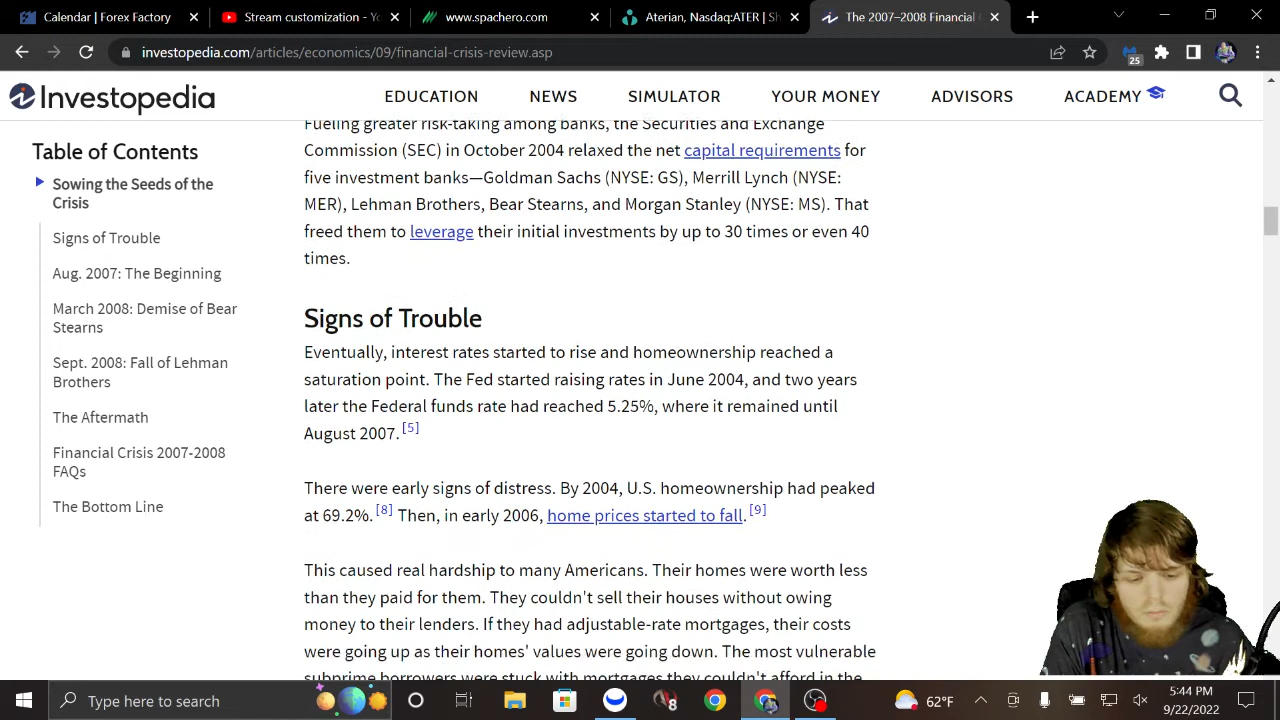 Calendar | Forex Factory
Stream customization - Yo
www.spachero.com
Aterian, Nasdaq:ATER | Sh
The 2007–2008 Financial
investopedia.com/articles/economics/09/financial-crisis-review.asp
25
Investopedia
EDUCATION NEWS SIMULATOR YOUR MONEY ADVISORS ACADEMY
Table of Contents
Sowing the Seeds of the
Crisis
Signs of Trouble
Aug. 2007: The Beginning
March 2008: Demise of Bear
Stearns
Sept. 2008: Fall of Lehman
Brothers
The Aftermath
Financial Crisis 2007-2008
FAQs
The Bottom Line
Fueling greater risk-taking among banks, the Securities and Exchange
Commission (SEC) in October 2004 relaxed the net capital requirements for
five investment banks—Goldman Sachs (NYSE: GS), Merrill Lynch (NYSE:
MER), Lehman Brothers, Bear Stearns, and Morgan Stanley (NYSE: MS). That
freed them to leverage their initial investments by up to 30 times or even 40
times.
Signs of Trouble
Eventually, interest rates started to rise and homeownership reached a
saturation point. The Fed started raising rates in June 2004, and two years
later the Federal funds rate had reached 5.25%, where it remained until
August 2007. [5]
There were early signs of distress. By 2004, U.S. homeownership had peaked
at 69.2%. [8] Then, in early 2006, home prices started to fall. [9]
This caused real hardship to many Americans. Their homes were worth less
than they paid for them. They couldn't sell their houses without owing
money to their lenders. If they had adjustable-rate mortgages, their costs
were going up as their homes' values were going down. The most vulnerable
subprime borrowers were stuck with mortgages they couldn't afford in the
Type here to search
8
62°F
5:44 PM
9/22/2022